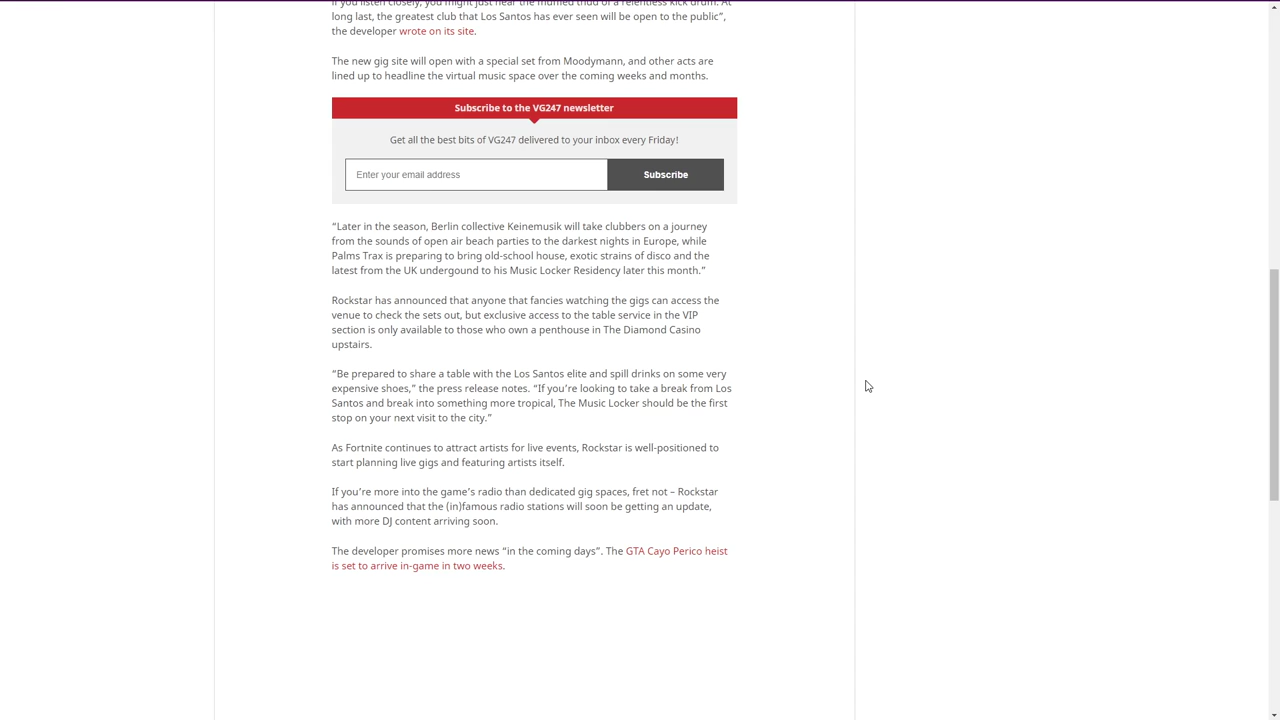 if you listen closely, you might just hear the muffled thud of a relentless kick drum. At
long last, the greatest club that Los Santos has ever seen will be open to the public”,
the developer wrote on its site.
The new gig site will open with a special set from Moodymann, and other acts are
lined up to headline the virtual music space over the coming weeks and months.
Subscribe to the VG247 newsletter
Get all the best bits of VG247 delivered to your inbox every Friday!
Enter your email address
Subscribe
“Later in the season, Berlin collective Keinemusik will take clubbers on a journey
from the sounds of open air beach parties to the darkest nights in Europe, while
Palms Trax is preparing to bring old-school house, exotic strains of disco and the
latest from the UK undergound to his Music Locker Residency later this month.”
Rockstar has announced that anyone that fancies watching the gigs can access the
venue to check the sets out, but exclusive access to the table service in the VIP
section is only available to those who own a penthouse in The Diamond Casino
upstairs.
“Be prepared to share a table with the Los Santos elite and spill drinks on some very
expensive shoes,” the press release notes. “If you’re looking to take a break from Los
Santos and break into something more tropical, The Music Locker should be the first
stop on your next visit to the city.”
As Fortnite continues to attract artists for live events, Rockstar is well-positioned to
start planning live gigs and featuring artists itself.
If you’re more into the game’s radio than dedicated gig spaces, fret not – Rockstar
has announced that the (in)famous radio stations will soon be getting an update,
with more DJ content arriving soon.
The developer promises more news “in the coming days”. The GTA Cayo Perico heist
is set to arrive in-game in two weeks.